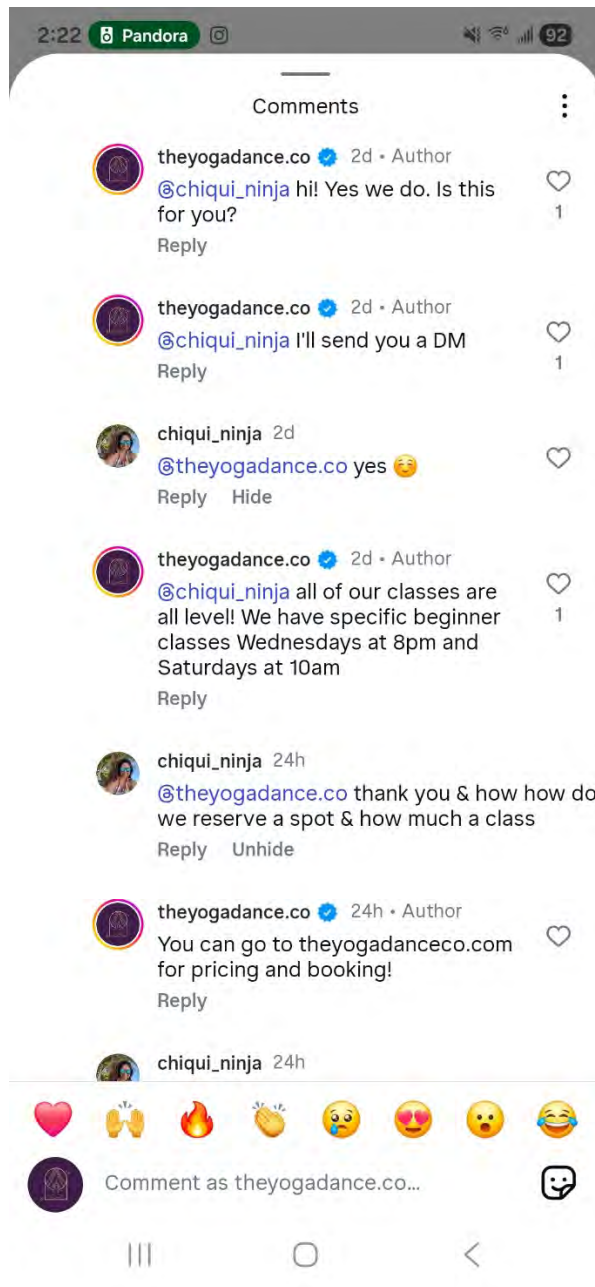 2:22 Pandora 92
Comments
theyogadance.co 2d • Author
@chiqui_ninja hi! Yes we do. Is this
for you?
1
Reply
theyogadance.co 2d • Author
@chiqui_ninja I'll send you a DM
1
Reply
chiqui_ninja 2d
@theyogadance.co yes ☺️
Reply Hide
theyogadance.co 2d • Author
@chiqui_ninja all of our classes are
all level! We have specific beginner
classes Wednesdays at 8pm and
Saturdays at 10am
1
Reply
chiqui_ninja 24h
@theyogadance.co thank you & how how do
we reserve a spot & how much a class
Reply Unhide
theyogadance.co 24h • Author
You can go to theyogadanceco.com
for pricing and booking!
Reply
chiqui_ninja 24h
Comment as theyogadance.co...